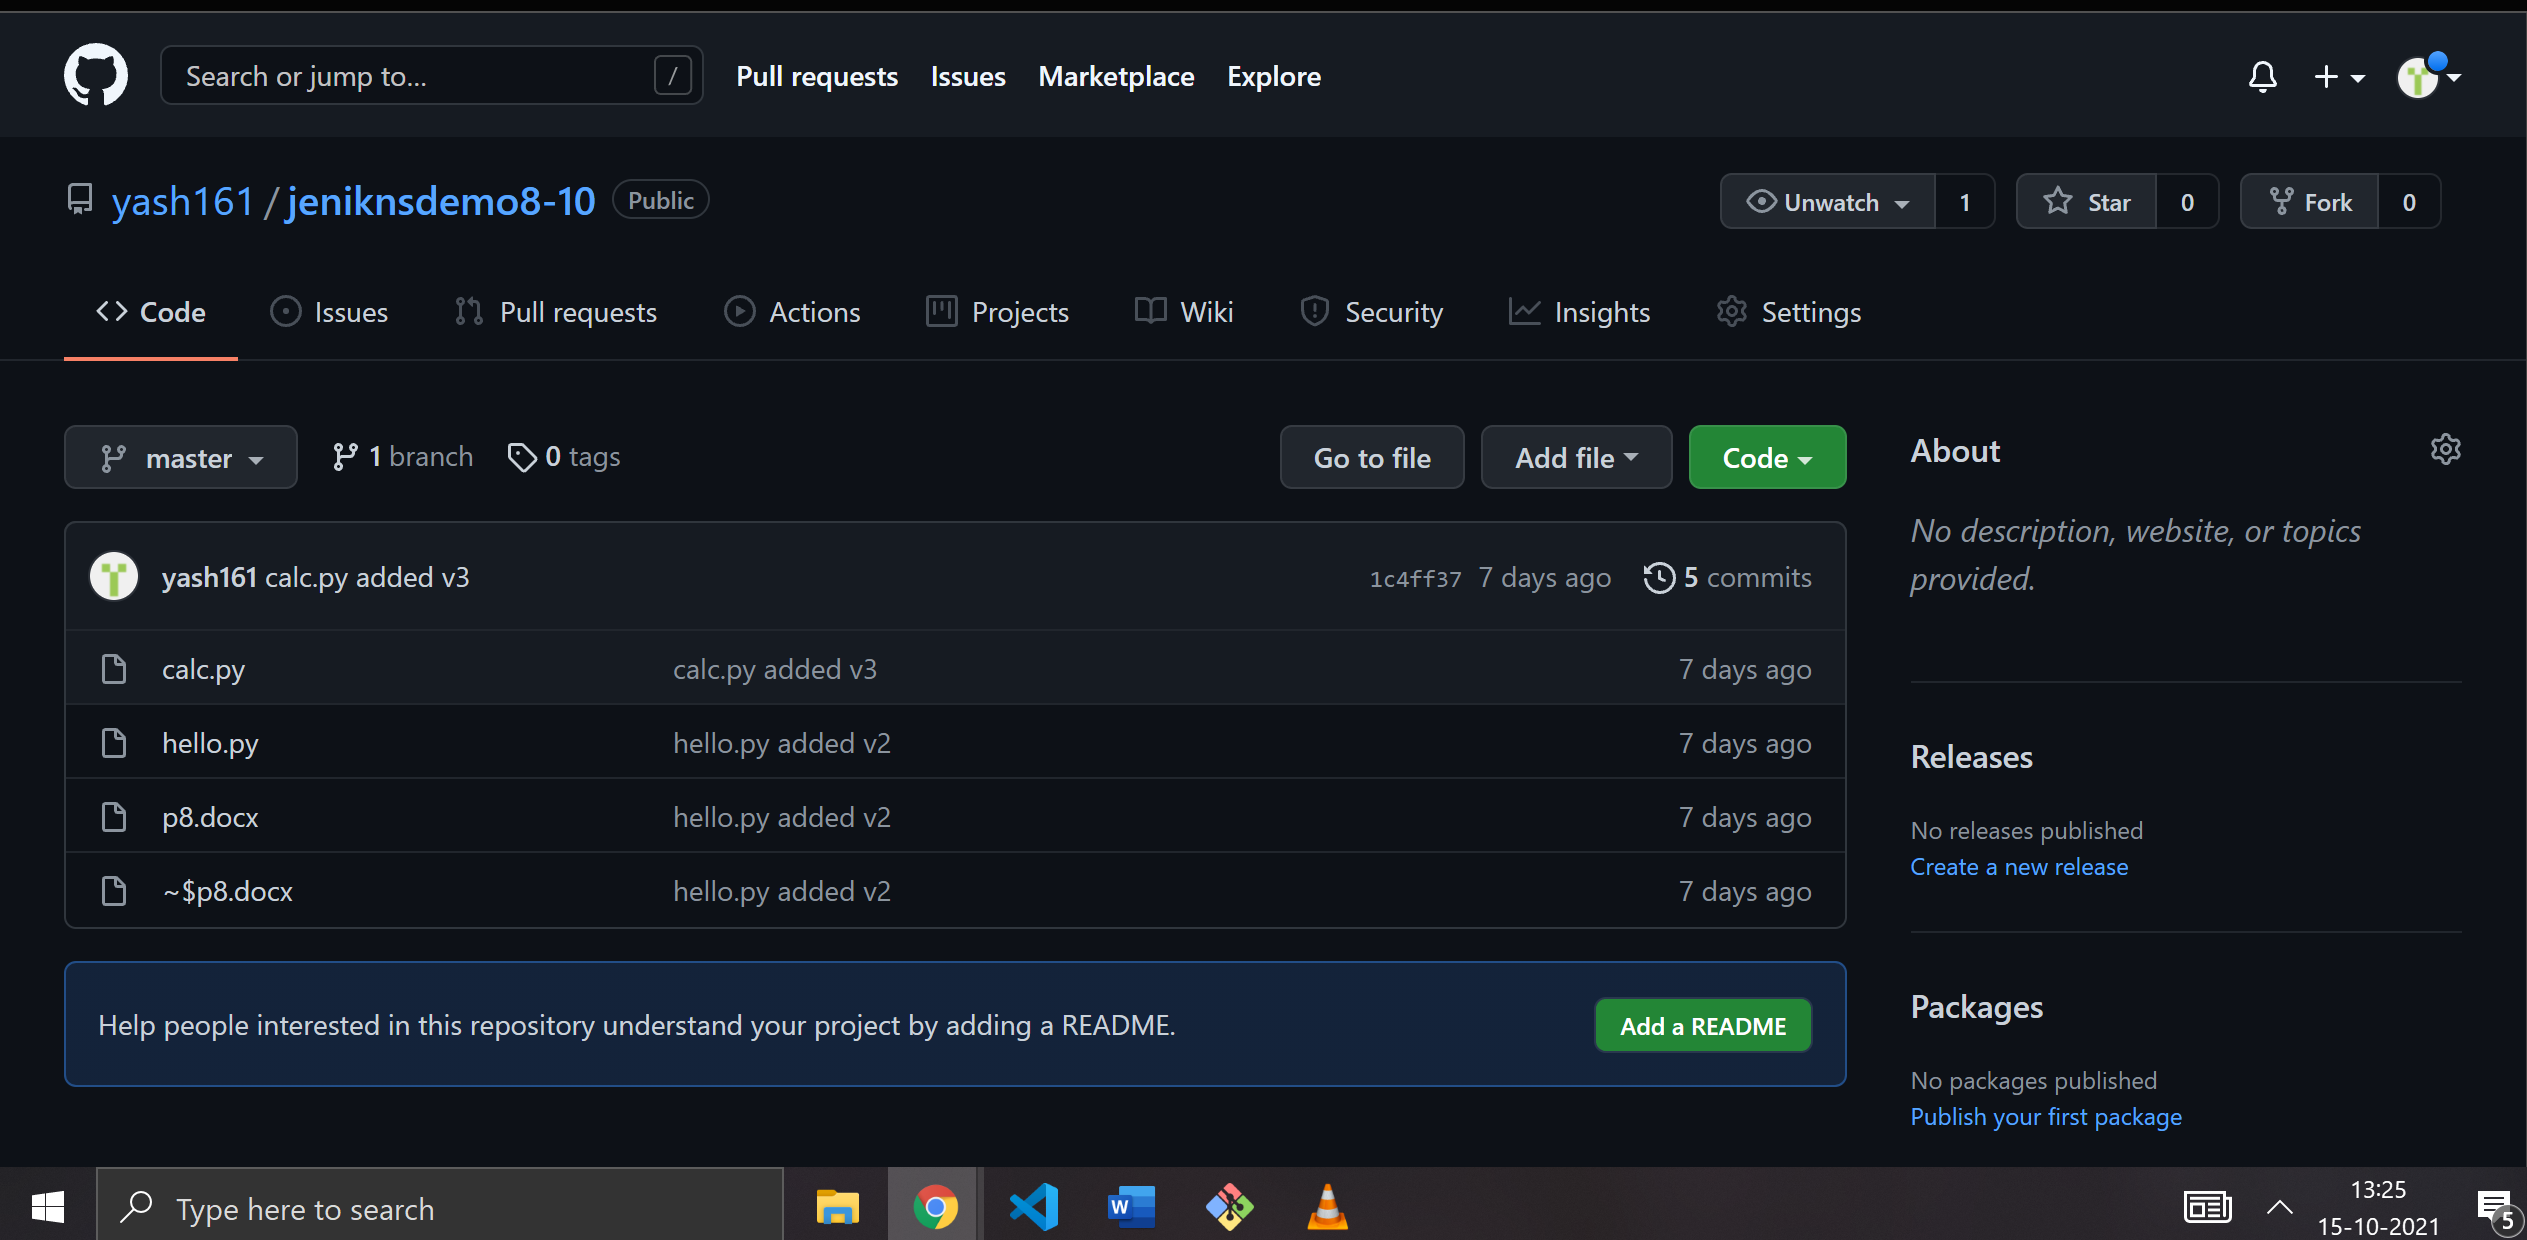 Search or jump to... /
Pull requests Issues Marketplace Explore
yash161 / jeniknsdemo8-10 Public
Unwatch 1 Star 0 Fork 0
Code Issues Pull requests Actions Projects Wiki Security Insights Settings
master 1 branch 0 tags Go to file Add file Code
yash161 calc.py added v3 1c4ff37 7 days ago 5 commits
calc.py calc.py added v3 7 days ago
hello.py hello.py added v2 7 days ago
p8.docx hello.py added v2 7 days ago
~$p8.docx hello.py added v2 7 days ago
Help people interested in this repository understand your project by adding a README. Add a README
About
No description, website, or topics
provided.
Releases
No releases published
Create a new release
Packages
No packages published
Publish your first package
Type here to search
W
13:25
15-10-2021
5